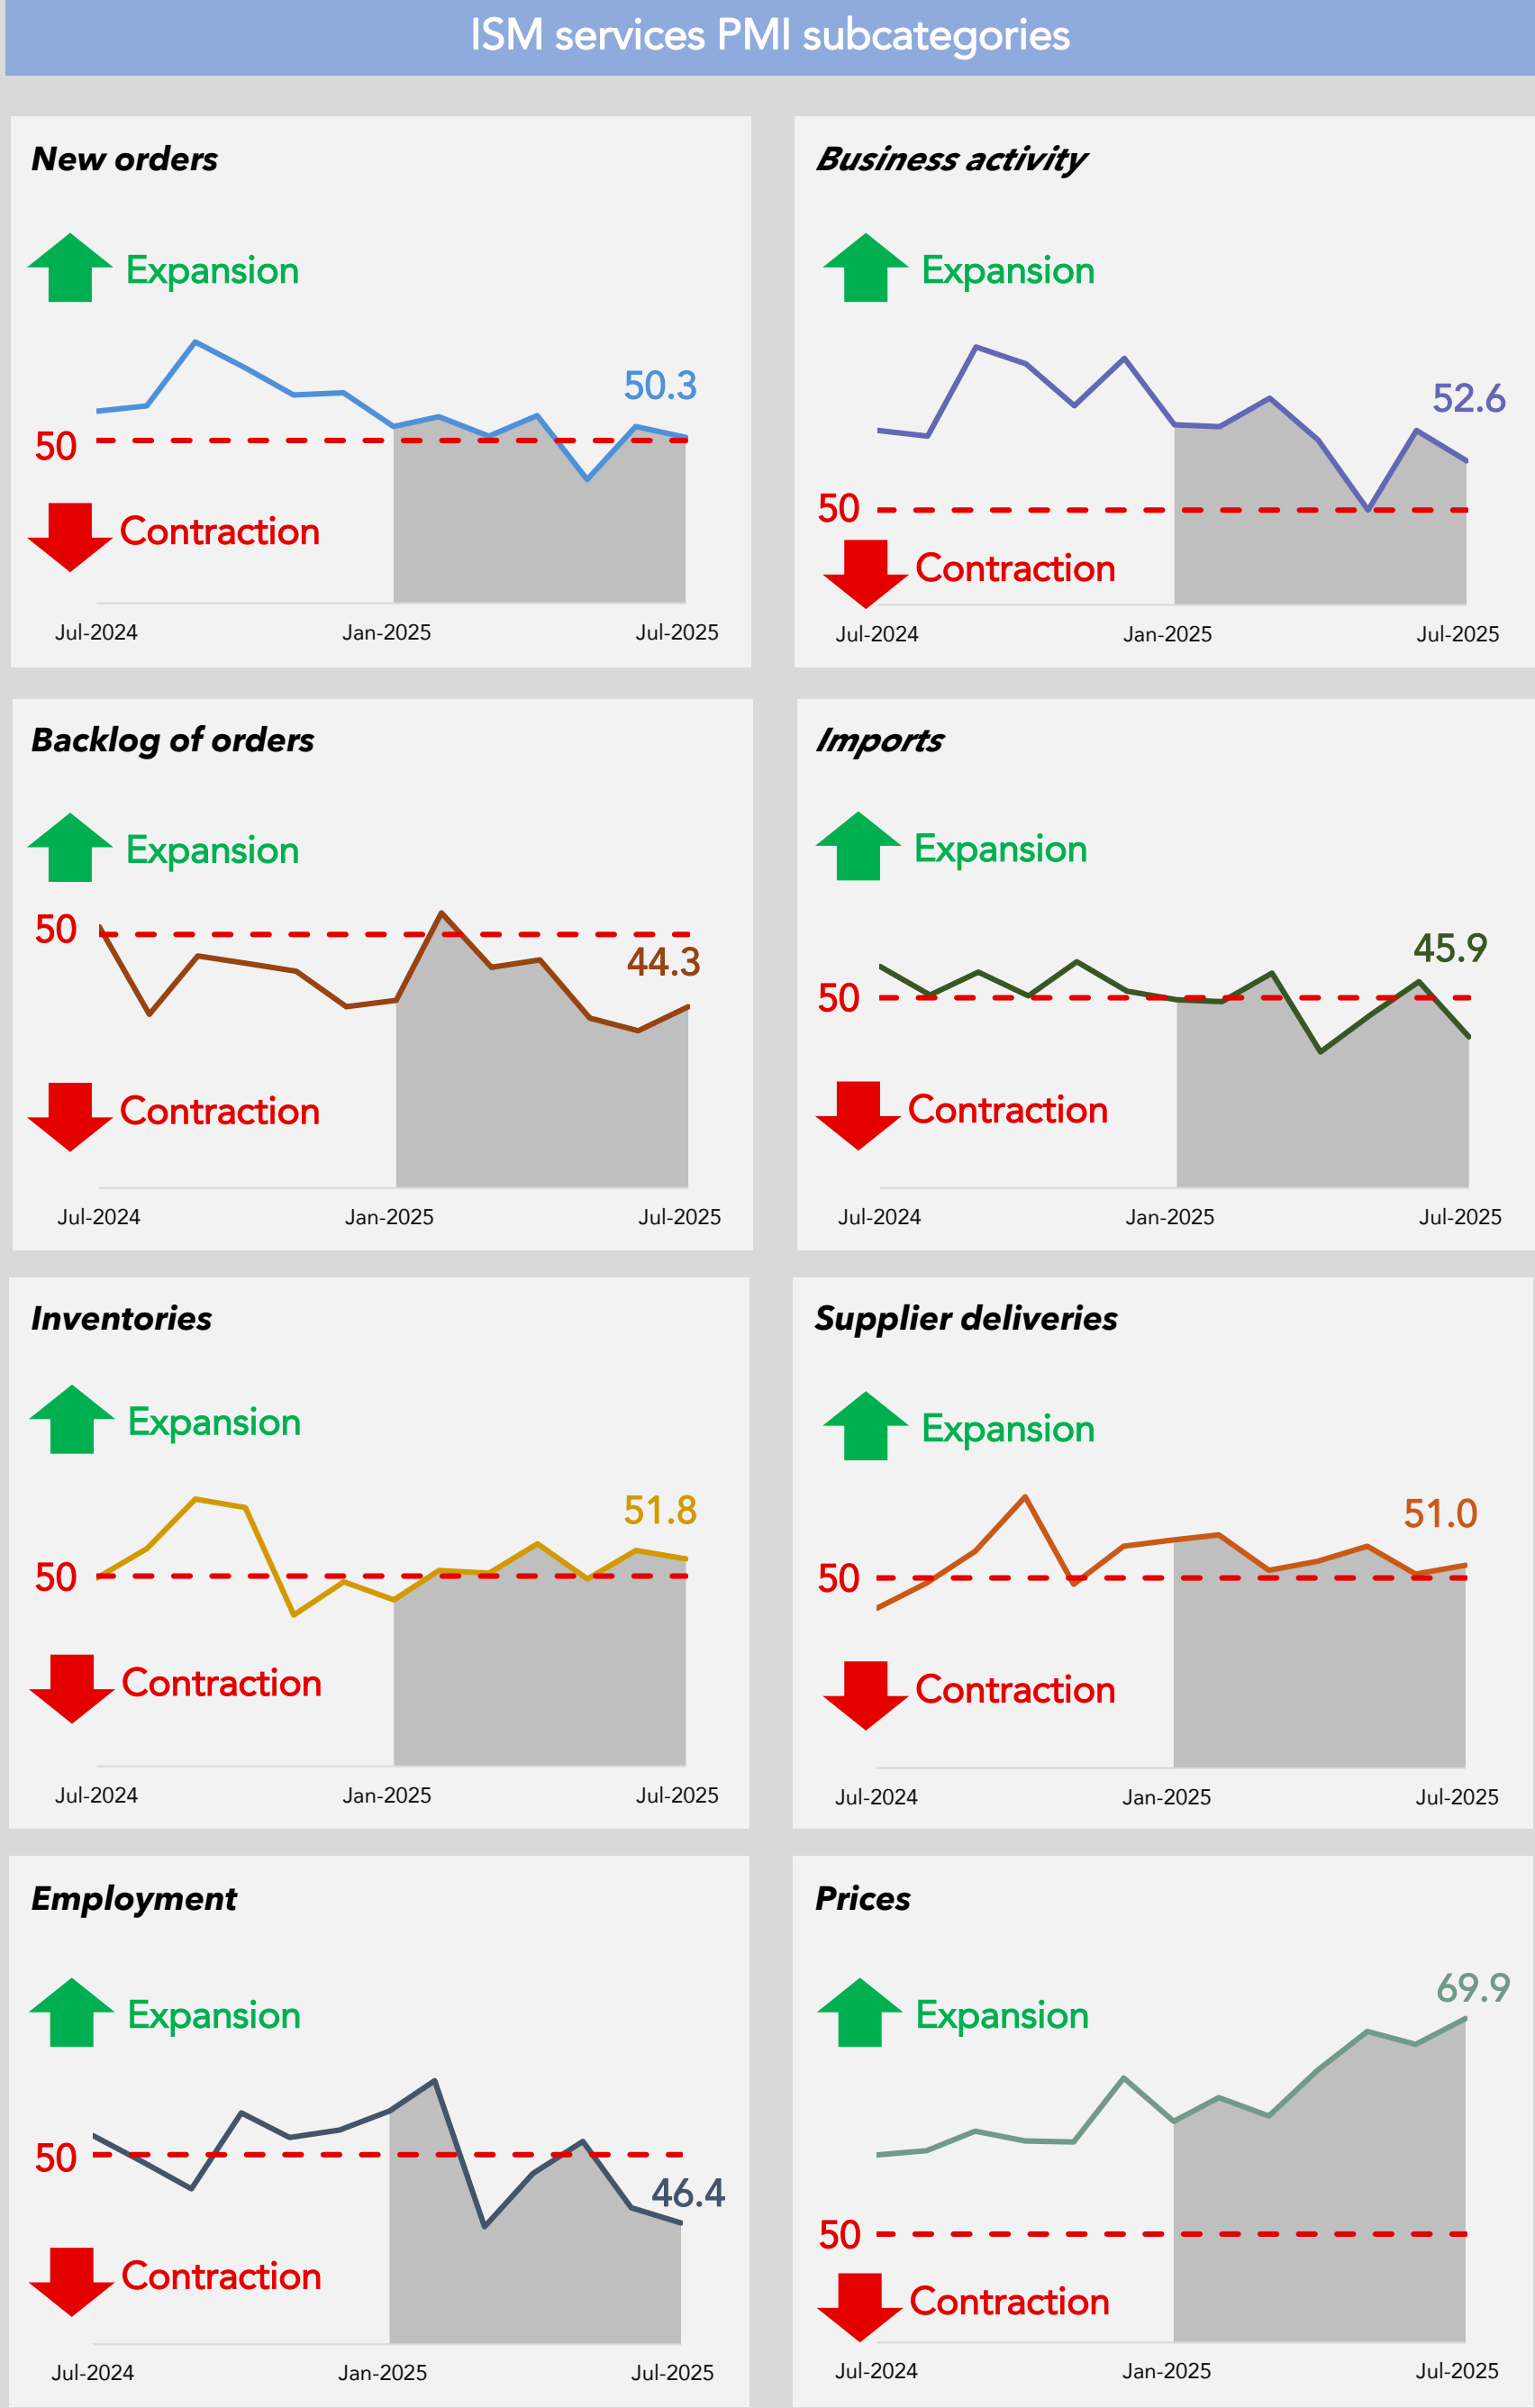 ISM services PMI subcategories
New orders
Expansion
50.3
50
Contraction
Jul-2024 Jan-2025 Jul-2025
Business activity
Expansion
52.6
50
Contraction
Jul-2024 Jan-2025 Jul-2025
Backlog of orders
Expansion
50
44.3
Contraction
Jul-2024 Jan-2025 Jul-2025
Imports
Expansion
45.9
50
Contraction
Jul-2024 Jan-2025 Jul-2025
Inventories
Expansion
51.8
50
Contraction
Jul-2024 Jan-2025 Jul-2025
Supplier deliveries
Expansion
51.0
50
Contraction
Jul-2024 Jan-2025 Jul-2025
Employment
Expansion
50
46.4
Contraction
Jul-2024 Jan-2025 Jul-2025
Prices
69.9
Expansion
50
Contraction
Jul-2024 Jan-2025 Jul-2025